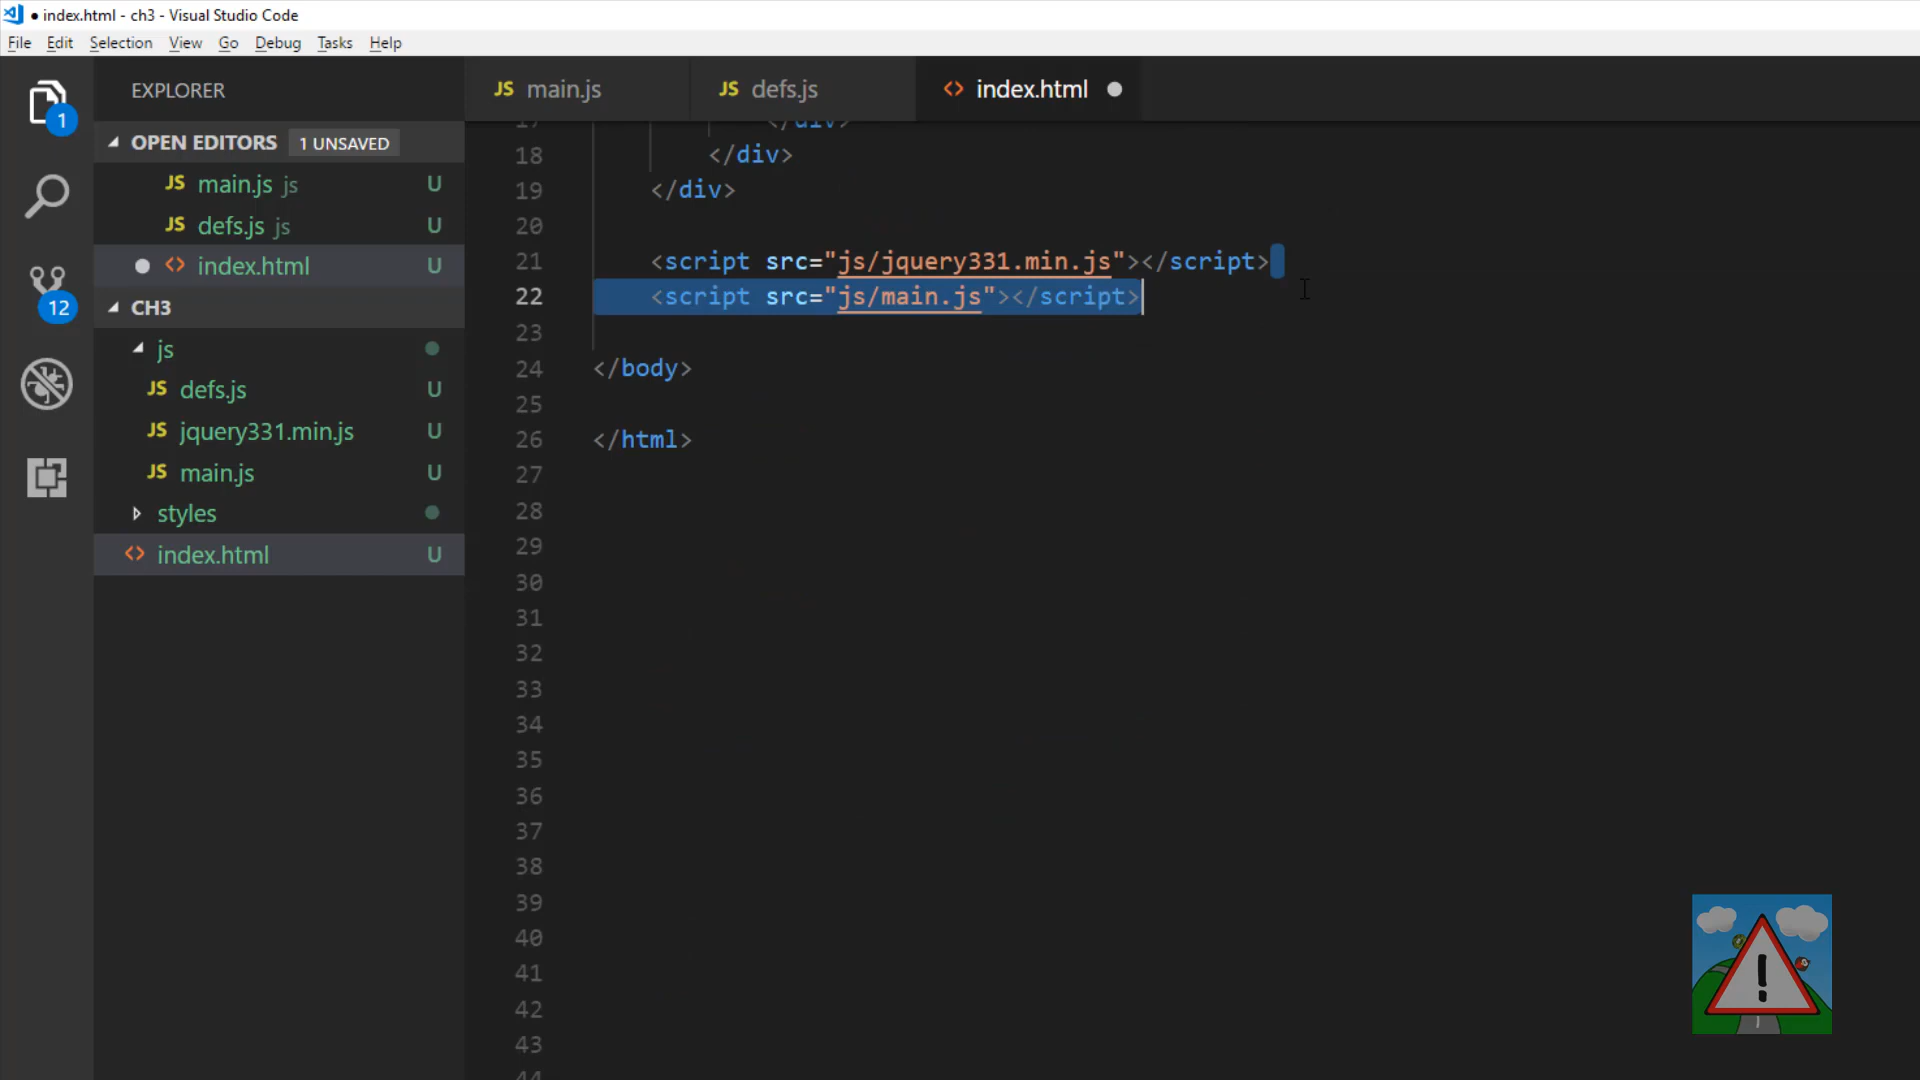 index.html - ch3 - Visual Studio Code
File Edit Selection View Go Debug Tasks Help
EXPLORER
1
OPEN EDITORS 1 UNSAVED
JS main.js js U
JS defs.js js U
<> index.html U
12
CH3
js
JS defs.js U
JS jquery331.min.js U
JS main.js U
styles
<> index.html U
JS main.js JS defs.js <> index.html
17 </div>
18 </div>
19 </div>
20
21 <script src="js/jquery331.min.js"></script>
22 <script src="js/main.js"></script>
23
24 </body>
25
26 </html>
27
28
29
30
31
32
33
34
35
36
37
38
39
40
41
42
43
44
!